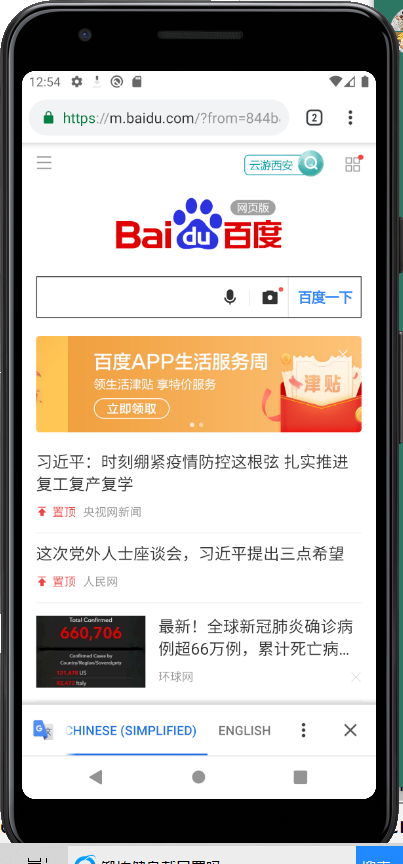 12:54
https://m.baidu.com/?from=844b
2
云游西安
网页版
Bai du 百度
百度一下
百度APP生活服务周
领生活津贴 享特价服务
立即领取
津贴
习近平：时刻绷紧疫情防控这根弦 扎实推进
复工复产复学
置顶 央视网新闻
这次党外人士座谈会，习近平提出三点希望
置顶 人民网
Total Confirmed
660,706
Confirmed Cases by
Country/Region/Sovereignty
121,478 US
92,472 Italy
最新！全球新冠肺炎确诊病
例超66万例，累计死亡病...
环球网
CHINESE (SIMPLIFIED)
ENGLISH